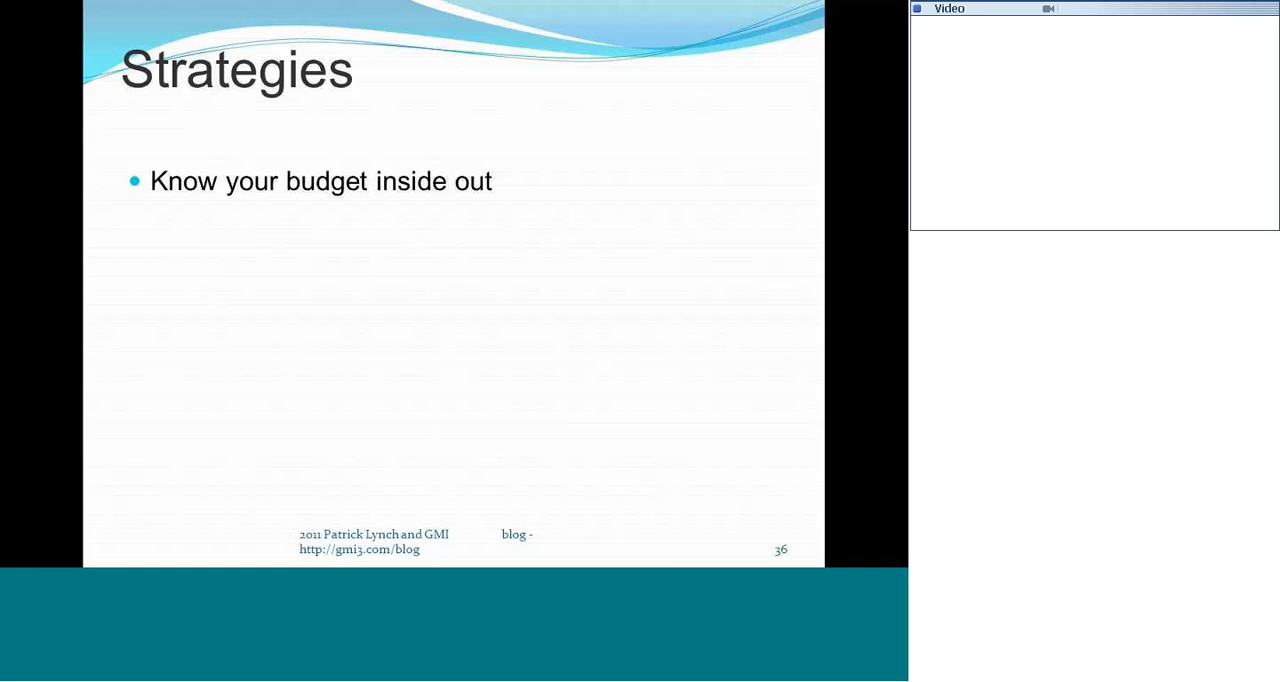 Strategies
Know your budget inside out
2011 Patrick Lynch and GMI blog -
http://gmi3.com/blog
36
Video